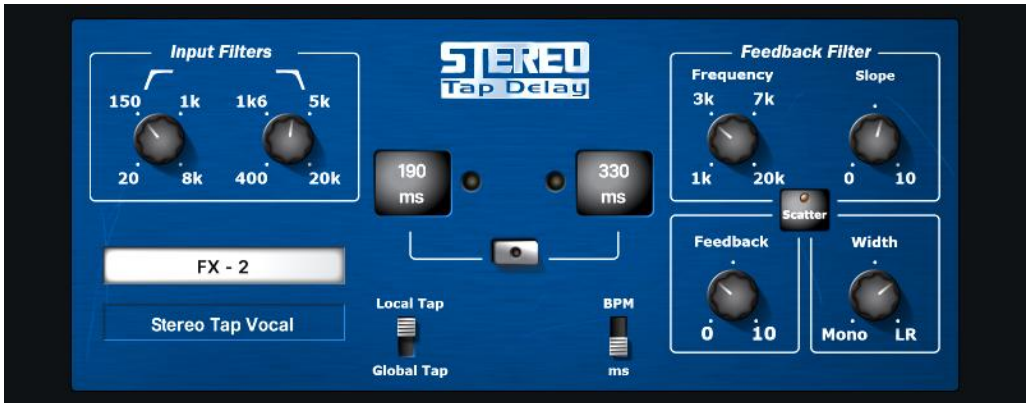 Input Filters
150 1k 1k6 5k
20 8k 400 20k
STEREO
Tap Delay
190
ms
330
ms
Feedback Filter
Frequency Slope
3k 7k
1k 20k 0 10
Scatter
Feedback Width
0 10 Mono LR
FX - 2
Stereo Tap Vocal
Local Tap
Global Tap
BPM
ms